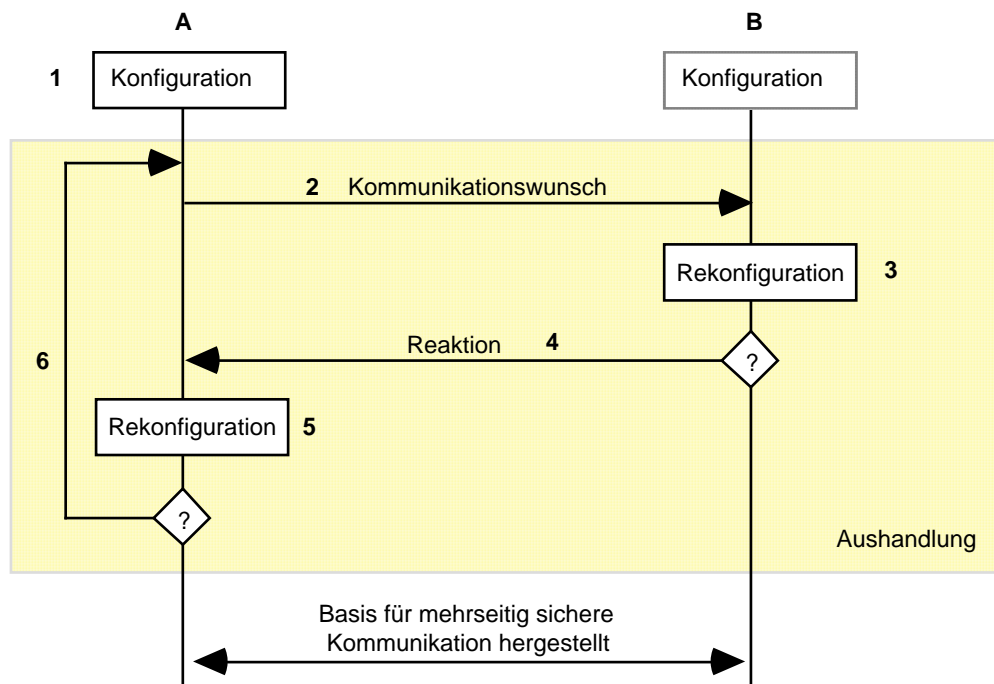 A
B
1
Konfiguration
Konfiguration
2 Kommunikationswunsch
Rekonfiguration
3
Reaktion 4
?
6
Rekonfiguration
5
?
Aushandlung
Basis für mehrseitig sichere
Kommunikation hergestellt